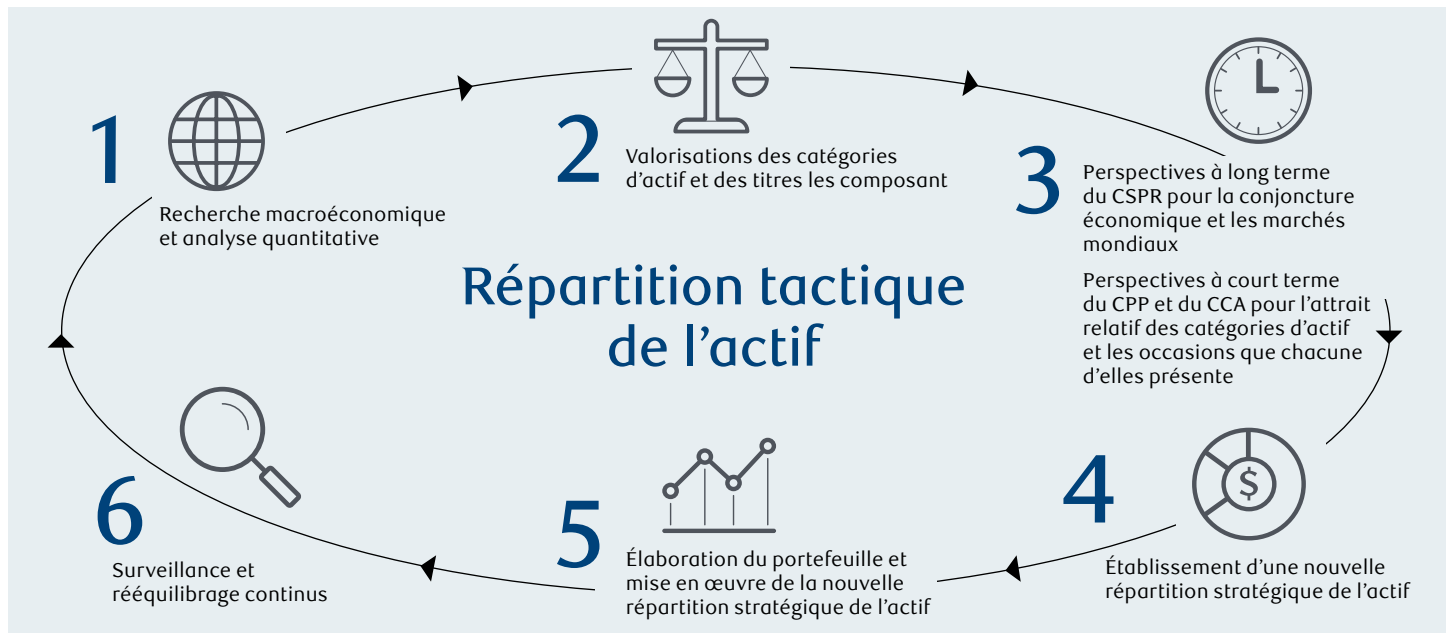 1
Recherche macroéconomique
et analyse quantitative
2
Valorisations des catégories
d’actif et des titres les composant
3
Perspectives à long terme
du CSPR pour la conjoncture
économique et les marchés
mondiaux
Perspectives à court terme
du CPP et du CCA pour l’attrait
relatif des catégories d’actif
et les occasions que chacune
d’elles présente
Répartition tactique
de l’actif
4
$
Établissement d’une nouvelle
répartition stratégique de l’actif
5
Élaboration du portefeuille et
mise en œuvre de la nouvelle
répartition stratégique de l’actif
6
Surveillance et
rééquilibrage continus